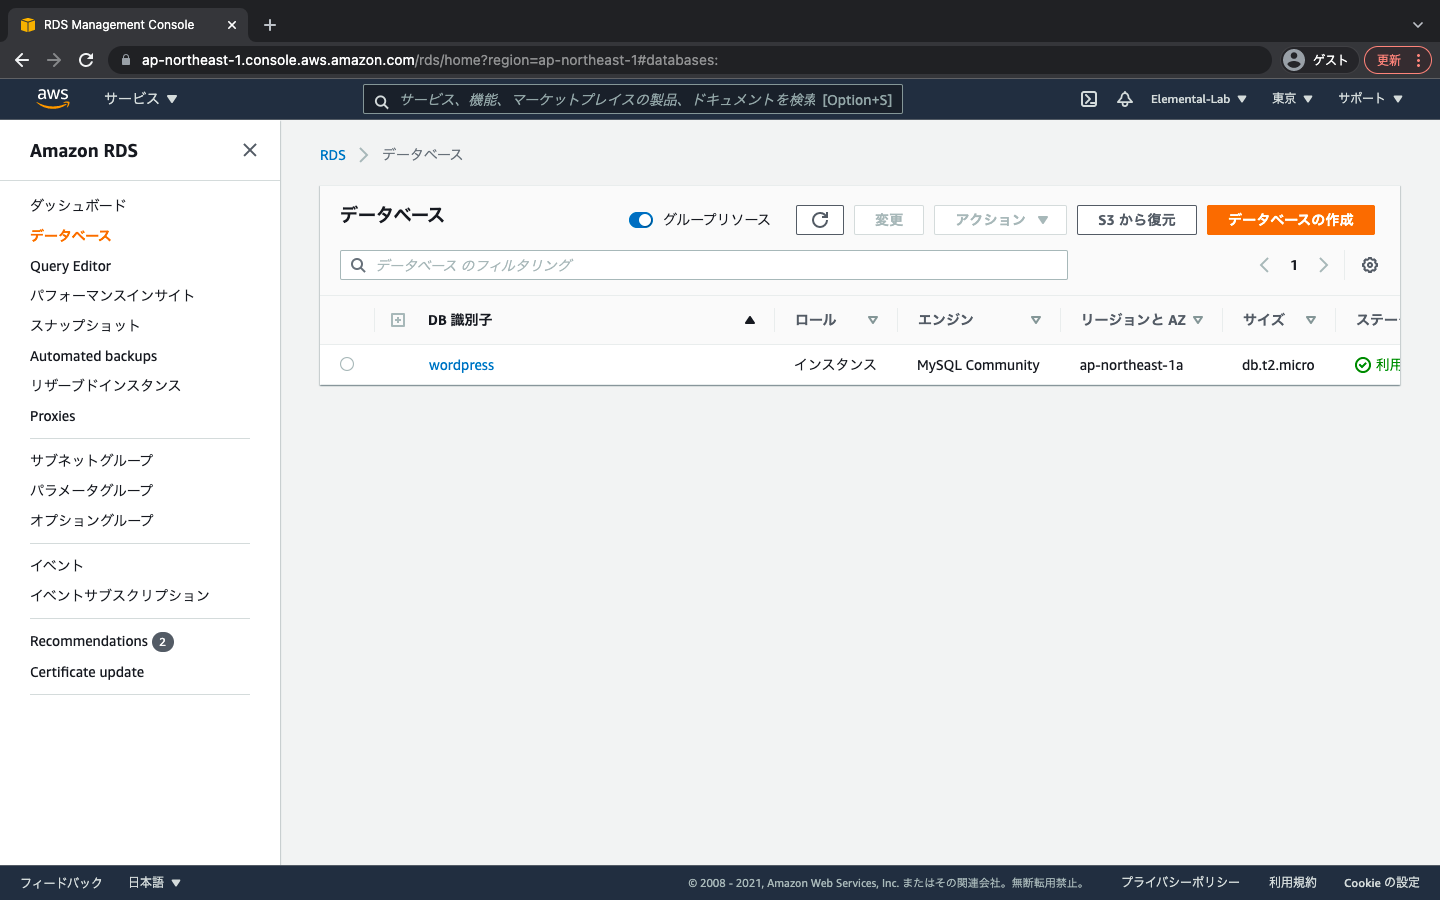 RDS Management Console
ap-northeast-1.console.aws.amazon.com/rds/home?region=ap-northeast-1#databases:
ゲスト
更新
aws
サービス
サービス、機能、マーケットプレイスの製品、ドキュメントを検索 [Option+S]
Elemental-Lab
東京
サポート
Amazon RDS
ダッシュボード
データベース
Query Editor
パフォーマンスインサイト
スナップショット
Automated backups
リザーブドインスタンス
Proxies
サブネットグループ
パラメータグループ
オプショングループ
イベント
イベントサブスクリプション
Recommendations 2
Certificate update
RDS データベース
データベース
グループリソース
変更
アクション
S3 から復元
データベースの作成
データベース のフィルタリング
1
DB 識別子 ロール エンジン リージョンと AZ サイズ ステー
wordpress インスタンス MySQL Community ap-northeast-1a db.t2.micro 利用
フィードバック
日本語
© 2008 - 2021, Amazon Web Services, Inc. またはその関連会社。無断転用禁止。
プライバシーポリシー
利用規約
Cookie の設定